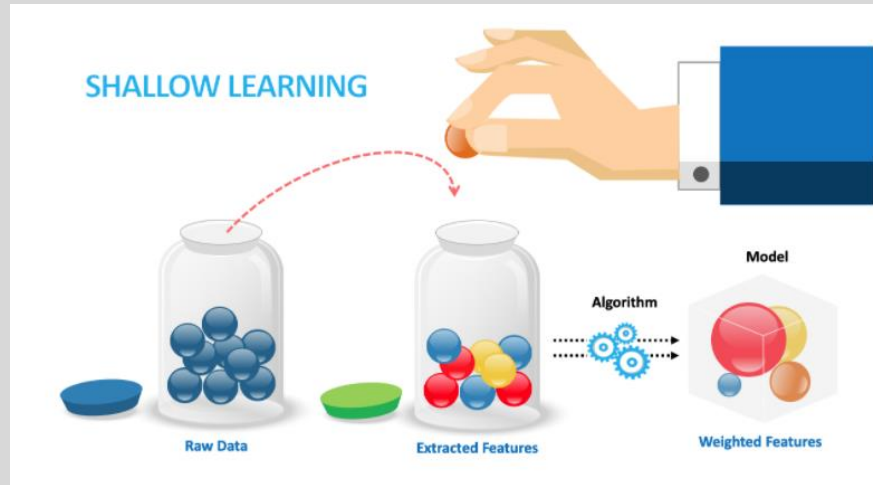 SHALLOW LEARNING
Model
Algorithm
Raw Data
Extracted Features
Weighted Features